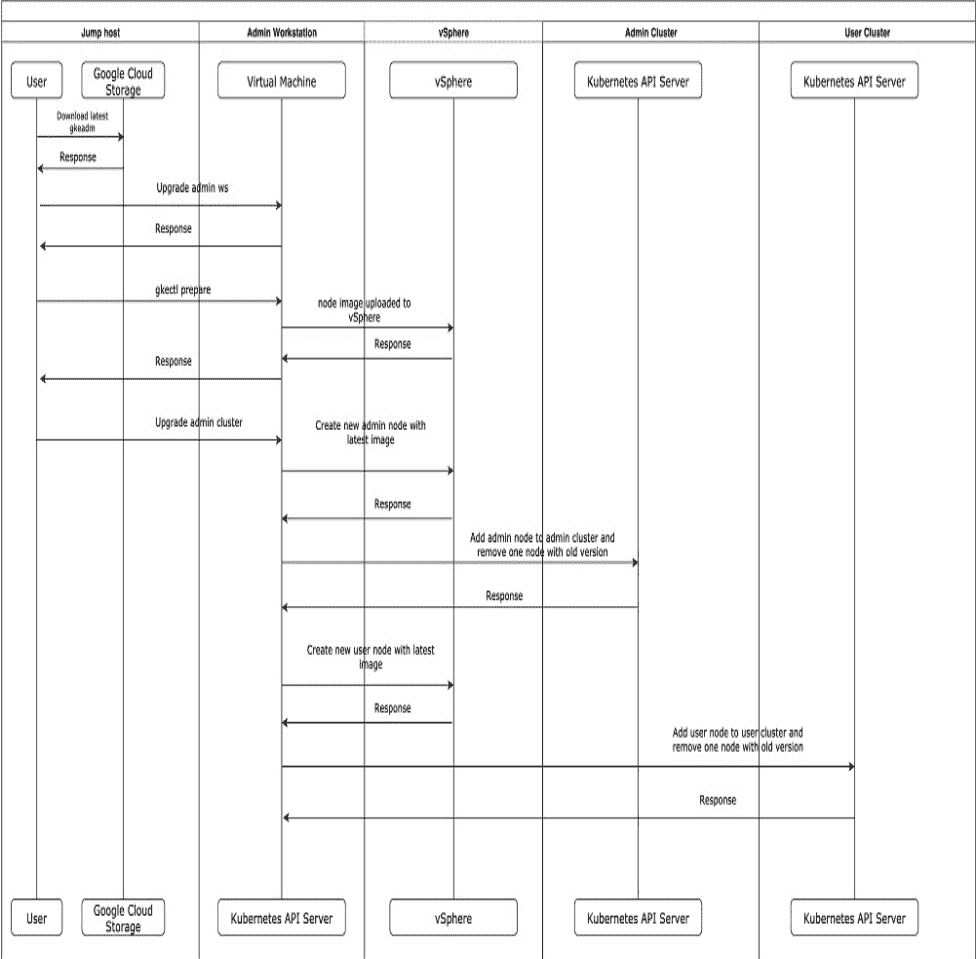 Jump host
Admin Workstation
vSphere
Admin Cluster
User Cluster
User
Google Cloud
Storage
Virtual Machine
vSphere
Kubernetes API Server
Kubernetes API Server
Download latest
gkeadm
Response
Upgrade admin ws
Response
gkectl prepare
node image uploaded to
vSphere
Response
Response
Upgrade admin cluster
Create new admin node with
latest image
Response
Add admin node to admin cluster and
remove one node with old version
Response
Create new user node with latest
image
Response
Add user node to user cluster and
remove one node with old version
Response
User
Google Cloud
Storage
Kubernetes API Server
vSphere
Kubernetes API Server
Kubernetes API Server